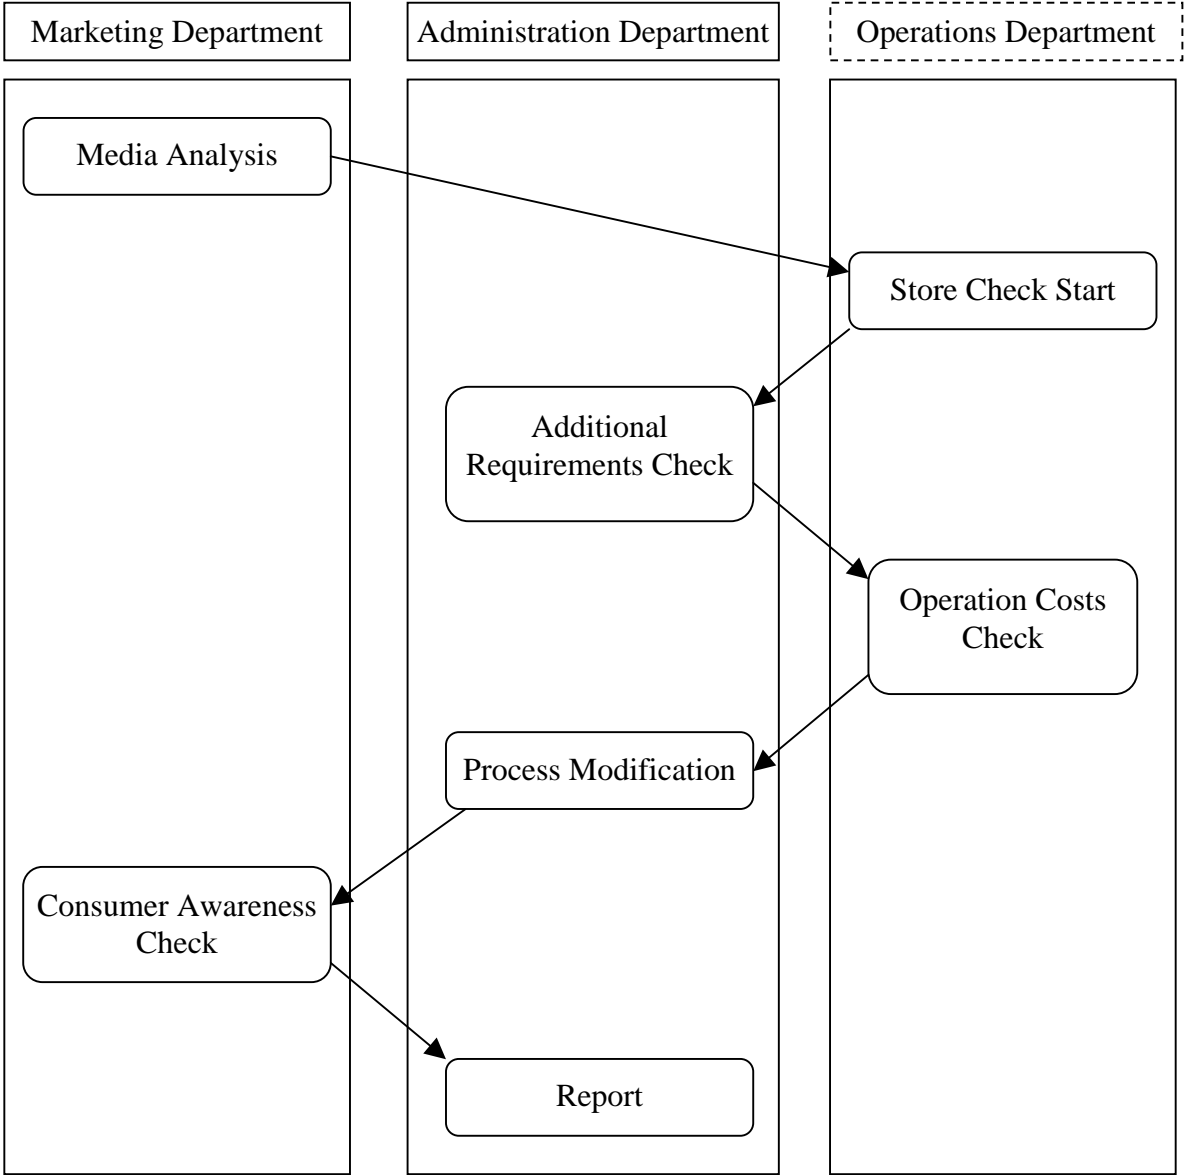 Marketing Department
Administration Department
Operations Department
Media Analysis
Store Check Start
Additional
Requirements Check
Operation Costs
Check
Process Modification
Consumer Awareness
Check
Report